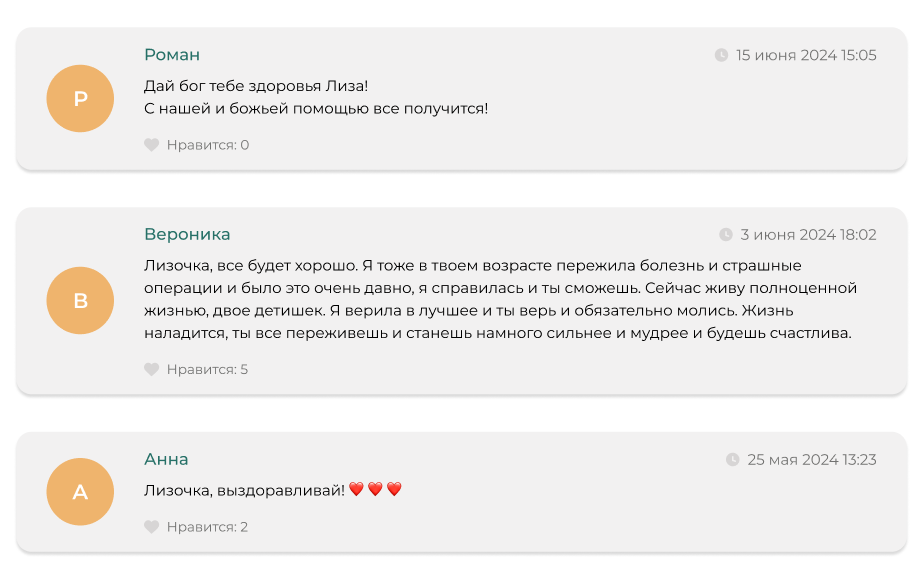 Роман
15 июня 2024 15:05
Р
Дай бог тебе здоровья Лиза!
С нашей и божьей помощью все получится!
Нравится: 0
Вероника
3 июня 2024 18:02
В
Лизочка, все будет хорошо. Я тоже в твоем возрасте пережила болезнь и страшные
операции и было это очень давно, я справилась и ты сможешь. Сейчас живу полноценной
жизнью, двое детишек. Я верила в лучшее и ты верь и обязательно молись. Жизнь
наладится, ты все переживешь и станешь намного сильнее и мудрее и будешь счастлива.
Нравится: 5
Анна
25 мая 2024 13:23
А
Лизочка, выздоравливай! ❤️❤️❤️
Нравится: 2